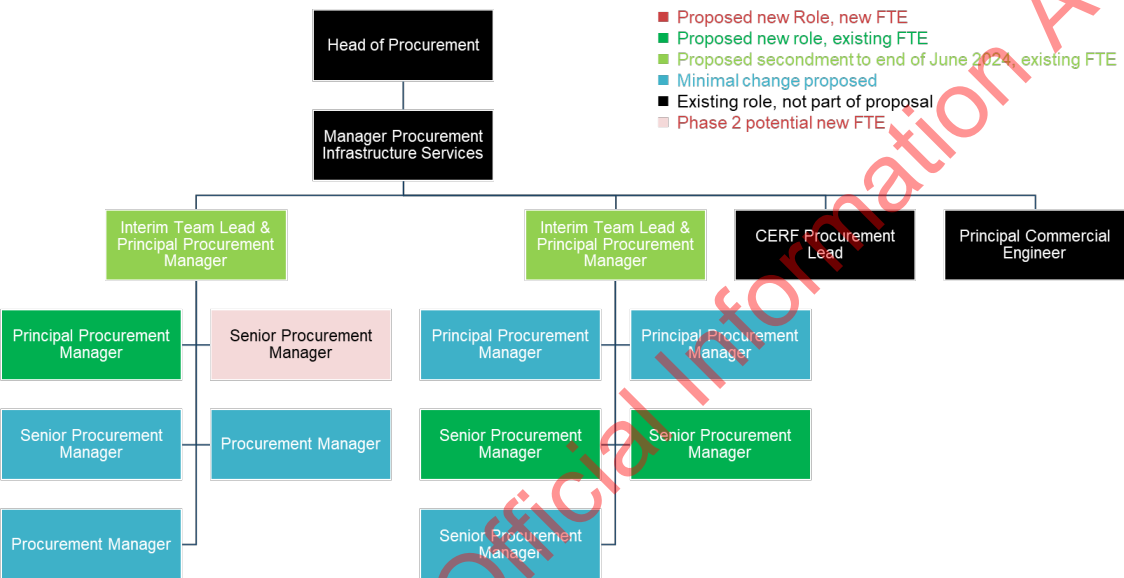 Head of Procurement
Proposed new Role, new FTE
Proposed new role, existing FTE
Proposed secondment to end of June 2024, existing FTE
Minimal change proposed
Existing role, not part of proposal
Phase 2 potential new FTE
Manager Procurement
Infrastructure Services
Interim Team Lead &
Principal Procurement
Manager
Interim Team Lead &
Principal Procurement
Manager
CERF Procurement
Lead
Principal Commercial
Engineer
Principal Procurement
Manager
Senior Procurement
Manager
Principal Procurement
Manager
Principal Procurement
Manager
Senior Procurement
Manager
Procurement Manager
Senior Procurement
Manager
Senior Procurement
Manager
Procurement Manager
Senior Procurement
Manager
Official Information A